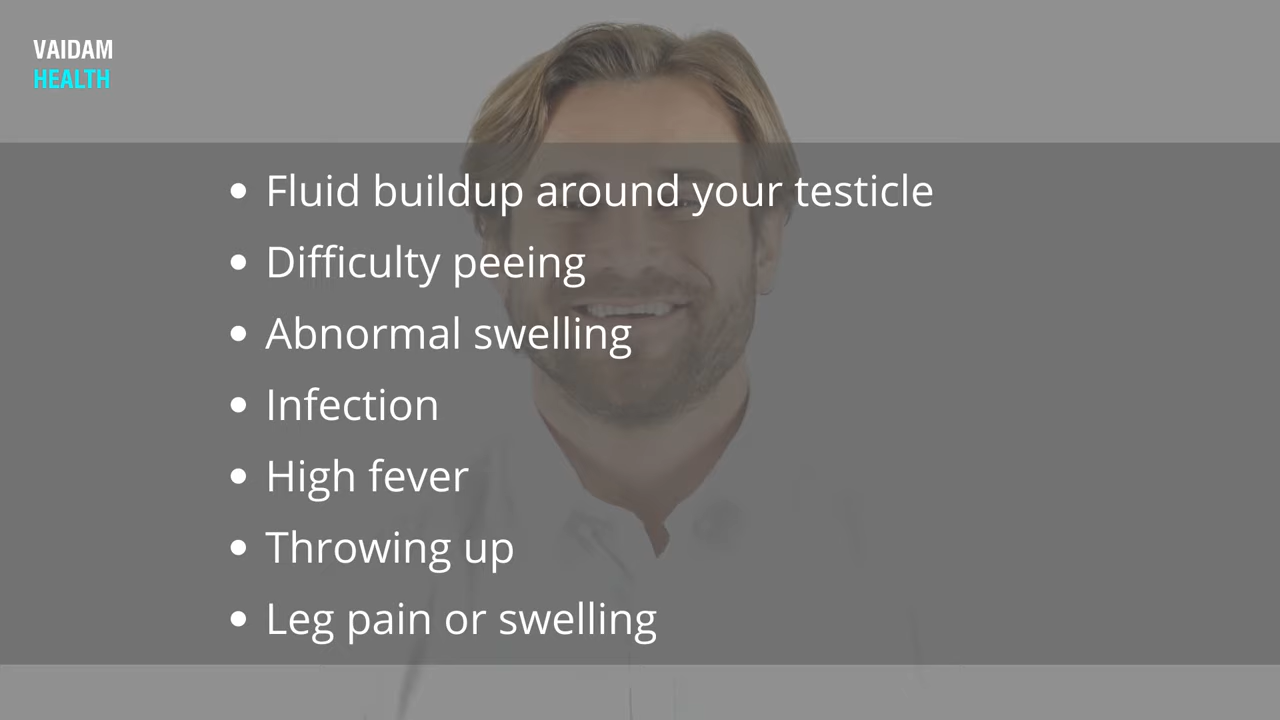 VAIDAM
HEALTH
• Fluid buildup around your testicle
• Difficulty peeing
• Abnormal swelling
• Infection
• High fever
• Throwing up
• Leg pain or swelling